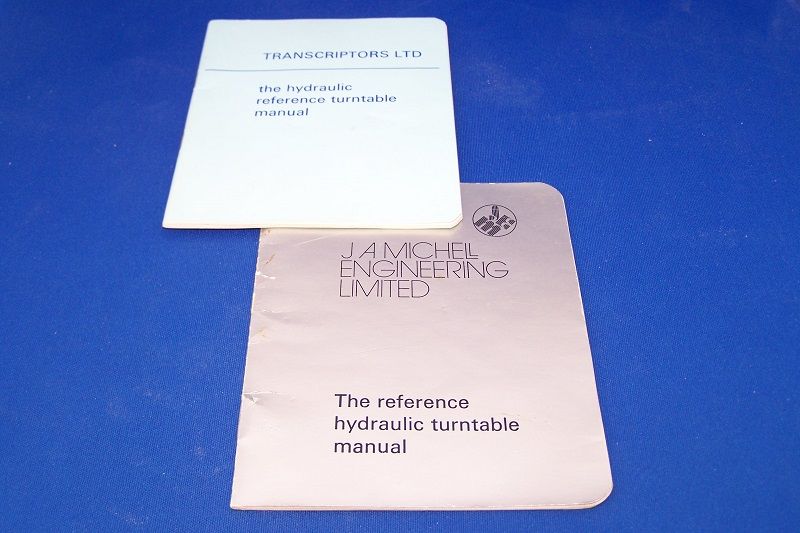 TRANSCRIPTORS LTD
the hydraulic
reference turntable
manual
J A MICHELL
ENGINEERING
LIMITED
The reference
hydraulic turntable
manual